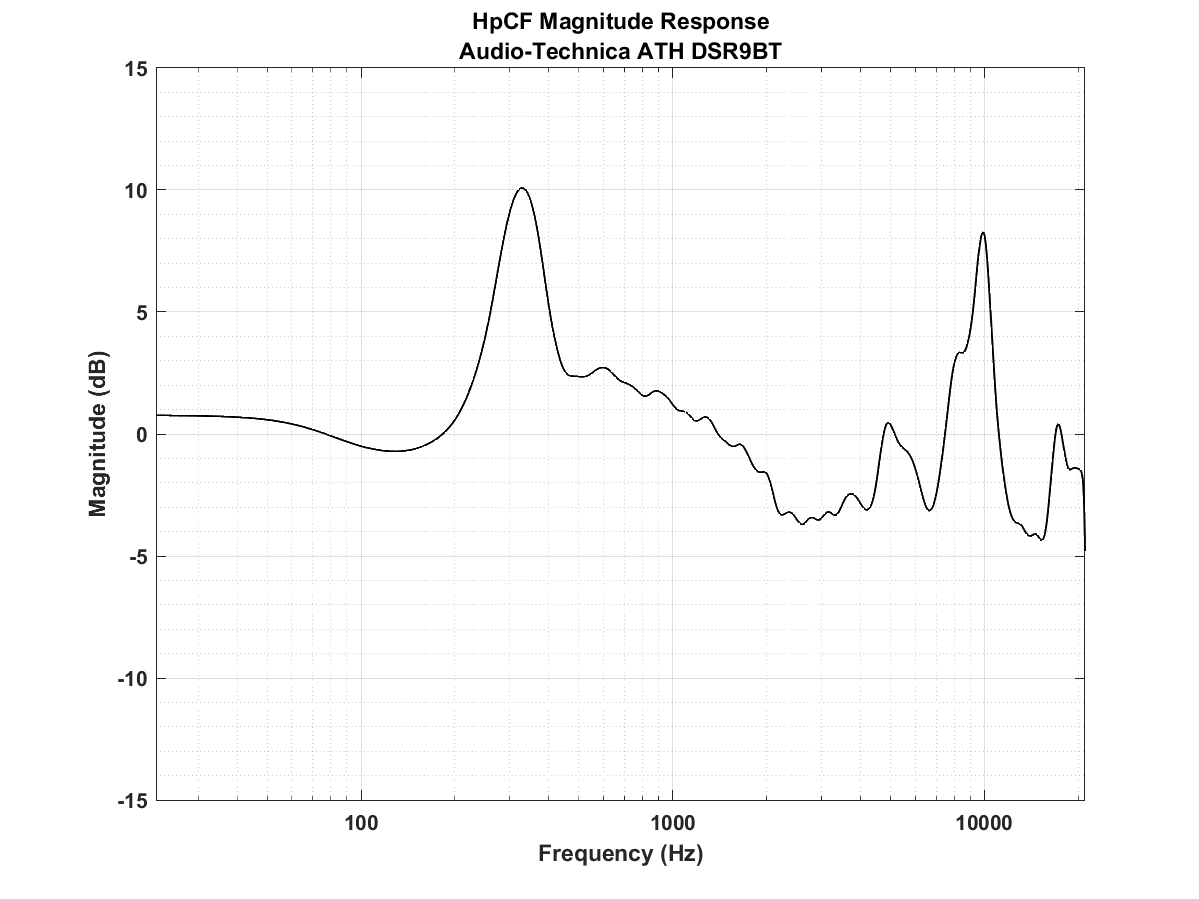 HpCF Magnitude Response
Audio-Technica ATH DSR9BT
15
10
5
0
-5
-10
-15
Magnitude (dB)
100
1000
10000
Frequency (Hz)